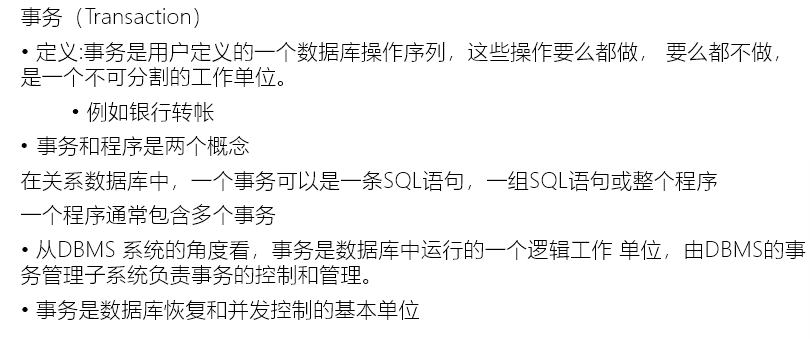 事务（Transaction）
• 定义:事务是用户定义的一个数据库操作序列，这些操作要么都做， 要么都不做，
是一个不可分割的工作单位。
• 例如银行转帐
• 事务和程序是两个概念
在关系数据库中，一个事务可以是一条SQL语句，一组SQL语句或整个程序
一个程序通常包含多个事务
• 从DBMS 系统的角度看，事务是数据库中运行的一个逻辑工作 单位，由DBMS的事
务管理子系统负责事务的控制和管理。
• 事务是数据库恢复和并发控制的基本单位